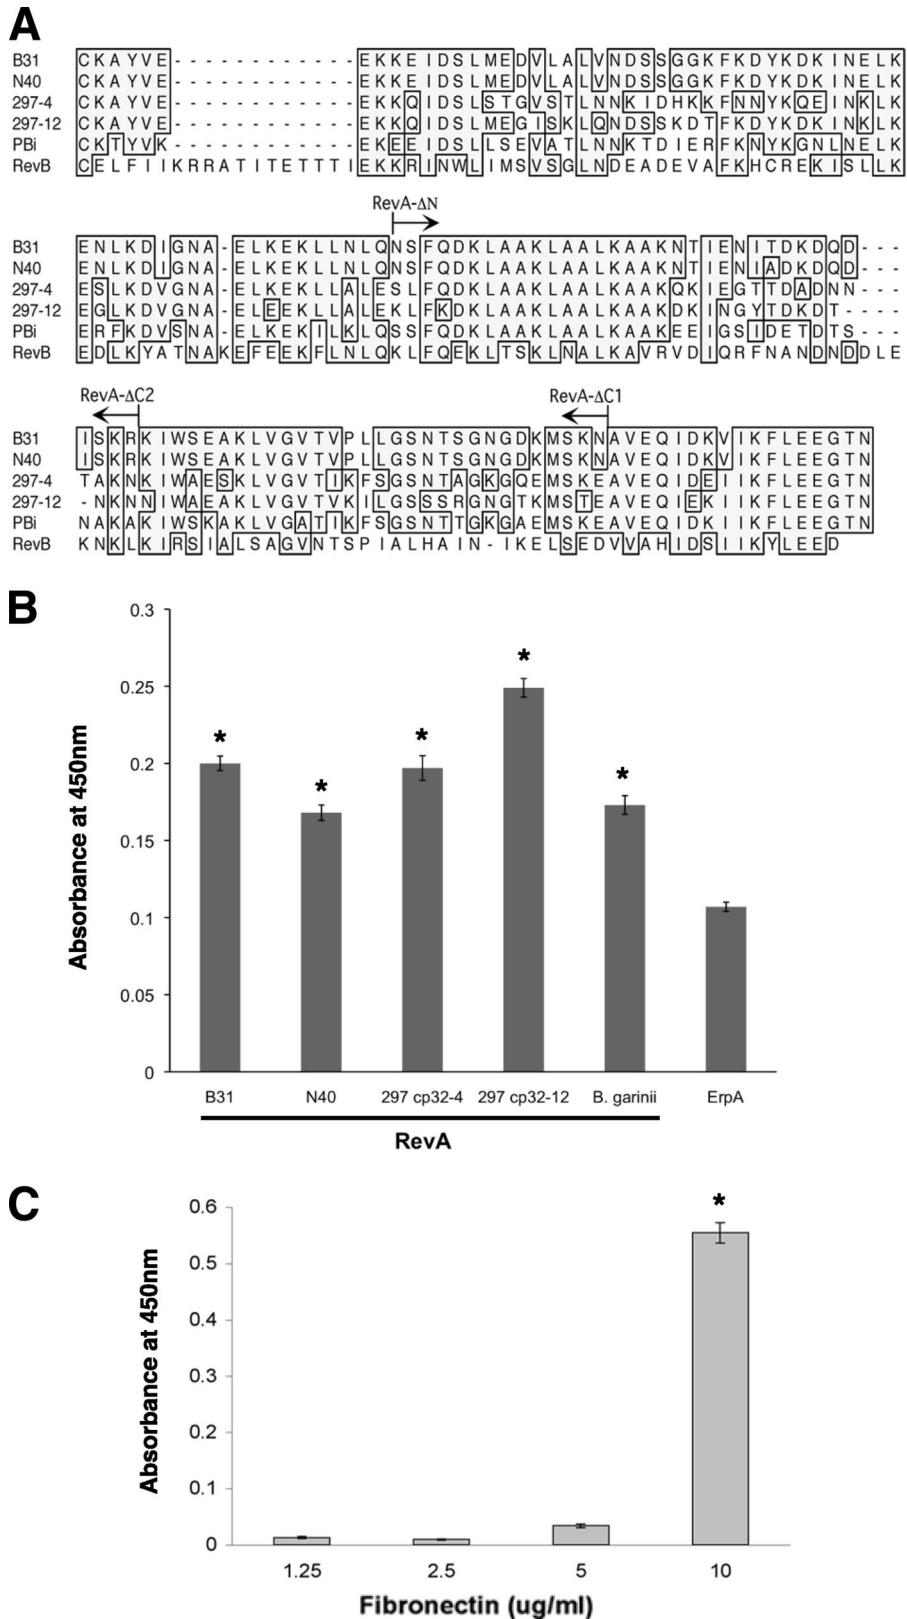 A
B31 CKAYVE------------EKKEIDSLMEDVLALVNDSSGGKFKDYKDKINELK
N40 CKAYVE------------EKKEIDSLMEDVLALVNDSSGGKFKDYKDKINELK
297-4 CKAYVE------------EKKQIDSLSTGVSTLNNKIDHKKFNNYKQEINKLK
297-12 CKAYVE------------EKKQIDSLMEGISKLQNDSSKDTFKDYKDKINKLK
PBi CKTYVK------------EKEEIDSLLSEVATLNNKTDIERFKNYKGNLNELK
RevB CELFIIKRRATITETTTIEKKRINWLIMSVSGLNDEADEVAFKHCREKISLLK
RevA-ΔN
B31 ENLKDIGNA-ELKEKLLNLQNSFQDKLAAKLAALKAAKNTIENITDKDQD---
N40 ENLKDIGNA-ELKEKLLNLQNSFQDKLAAKLAALKAAKNTIENIADKDQD---
297-4 ESLKDVGNA-ELKEKLLALESLFQDKLAAKLAALKAAKQKIEGTTDADNN---
297-12 EGLKDVGNA-ELEEKLLALEKLFKDKLAAKLAALKAAKDKINGYTDKDT----
PBi ERFKDVSNA-ELKEKILKLQSSFQDKLAAKLAALKAAKEEIGSIDETDTS---
RevB EDLKYATNAKEFEEKFLNLQKLFQEKLTSKLNALKAVRVDIQRFNANDNDDLE
RevA-ΔC2 RevA-ΔC1
B31 ISKRKIWSEAKLVGVTVPLLGSNTSGNGDKMSKNAVEQIDKVIKFLEEGTN
N40 ISKRKIWSEAKLVGVTVPLLGSNTSGNGDKMSKNAVEQIDKVIKFLEEGTN
297-4 TAKNKIWAESKLVGVTIKFSGSNTAGKGQEMSKEAVEQIDEIIKFLEEGTN
297-12 -NKNNIWAEAKLVGVTVKILGSSSRGNGTKMSTEAVEQIEKIIKFLEEGTN
PBi NAKAKIWSKAKLVGATIKFSGSNTTGKGAEMSKEAVEQIDKIIKFLEEGTN
RevB KNKLKIRSIALSAGVNTSPIALHAIN-IKELSEDVVAHIDSIIKYLEED
B
0.3
0.25
0.2
0.15
0.1
0.05
0
Absorbance at 450nm
* * * * *
B31 N40 297 cp32-4 297 cp32-12 B. garinii ErpA
RevA
C
0.6
0.5
0.4
0.3
0.2
0.1
0
Absorbance at 450nm
*
1.25 2.5 5 10
Fibronectin (ug/ml)